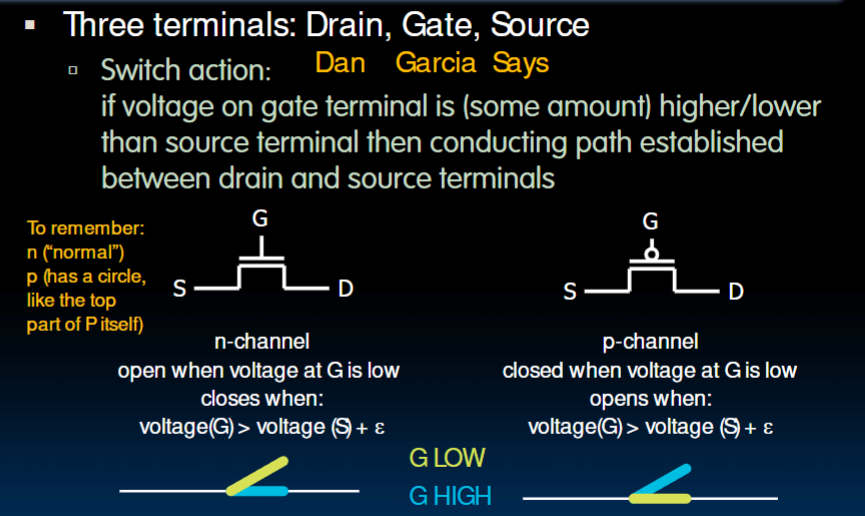 ▪ Three terminals: Drain, Gate, Source
▫ Switch action: Dan Garcia Says
if voltage on gate terminal is (some amount) higher/lower
than source terminal then conducting path established
between drain and source terminals
To remember:
n (“normal”)
p (has a circle,
like the top
part of P itself)
G
S
D
n-channel
open when voltage at G is low
closes when:
voltage(G) > voltage (S) + ε
G
S
D
p-channel
closed when voltage at G is low
opens when:
voltage(G) > voltage (S) + ε
G LOW
G HIGH